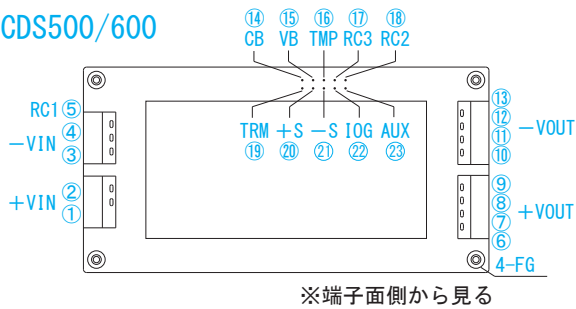 CDS500/600
⑭ ⑮ ⑯ ⑰ ⑱
CB VB TMP RC3 RC2
RC1⑤
④
−VIN
③
②
+VIN
①
TRM +S −S IOG AUX
⑲ ⑳ ㉑ ㉒ ㉓
⑬
⑫
−VOUT
⑪
⑩
⑨
⑧
+VOUT
⑦
⑥
4-FG
※端子面側から見る